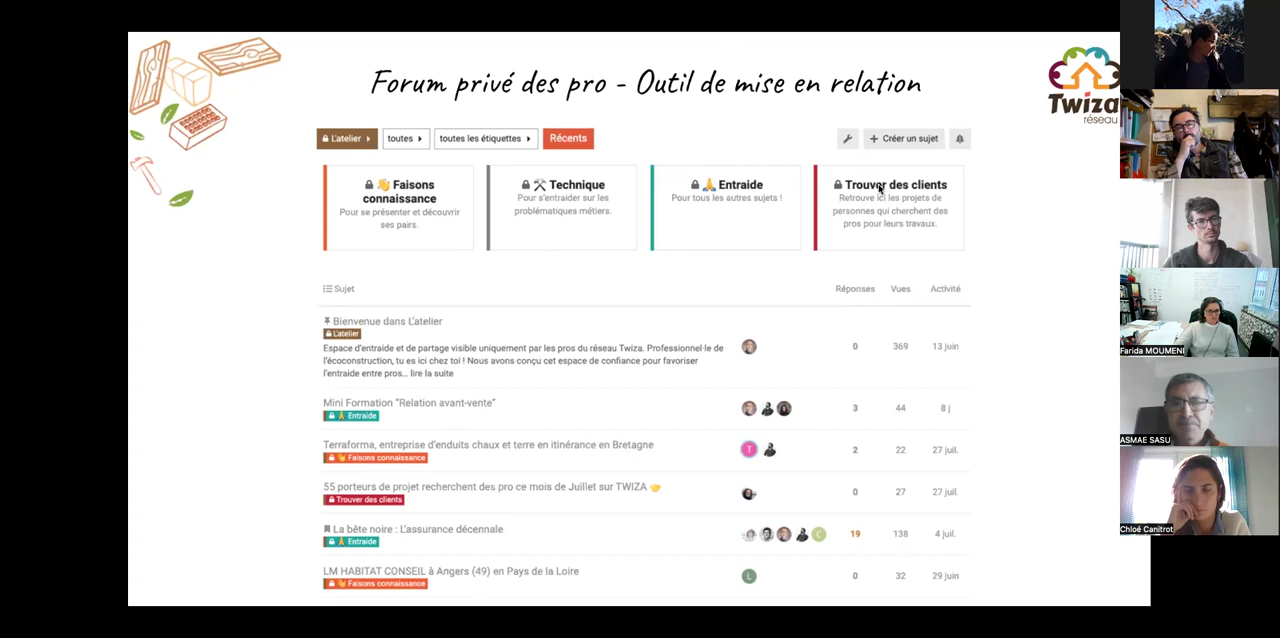 Forum privé des pro - Outil de mise en relation
Twiza
réseau
L'atelier
toutes
toutes les étiquettes
Récents
+ Créer un sujet
👋 Faisons
connaissance
Pour se présenter et découvrir
ses pairs.
⚒ Technique
Pour s'entraider sur les
problématiques métiers.
🙏 Entraide
Pour tous les autres sujets !
Trouver des clients
Retrouve ici les projets de
personnes qui cherchent des
pros pour leurs travaux.
Sujet Réponses Vues Activité
Bienvenue dans L'atelier
L'atelier
Espace d'entraide et de partage visible uniquement par les pros du réseau Twiza. Professionnel·le de
l'écoconstruction, tu es ici chez toi ! Nous avons conçu cet espace de confiance pour favoriser
l'entraide entre pros... lire la suite
0 369 13 juin
Mini Formation "Relation avant-vente"
🙏 Entraide
3 44 8 j
Terraforma, entreprise d'enduits chaux et terre en itinérance en Bretagne
👋 Faisons connaissance
T
2 22 27 juil.
55 porteurs de projet recherchent des pro ce mois de Juillet sur TWIZA 🤝
Trouver des clients
0 27 27 juil.
La bête noire : L'assurance décennale
🙏 Entraide
C
19 138 4 juil.
LM HABITAT CONSEIL à Angers (49) en Pays de la Loire
👋 Faisons connaissance
L
0 32 29 juin
Farida MOUMENI
ASMAE SASU
Chloé Canitrot